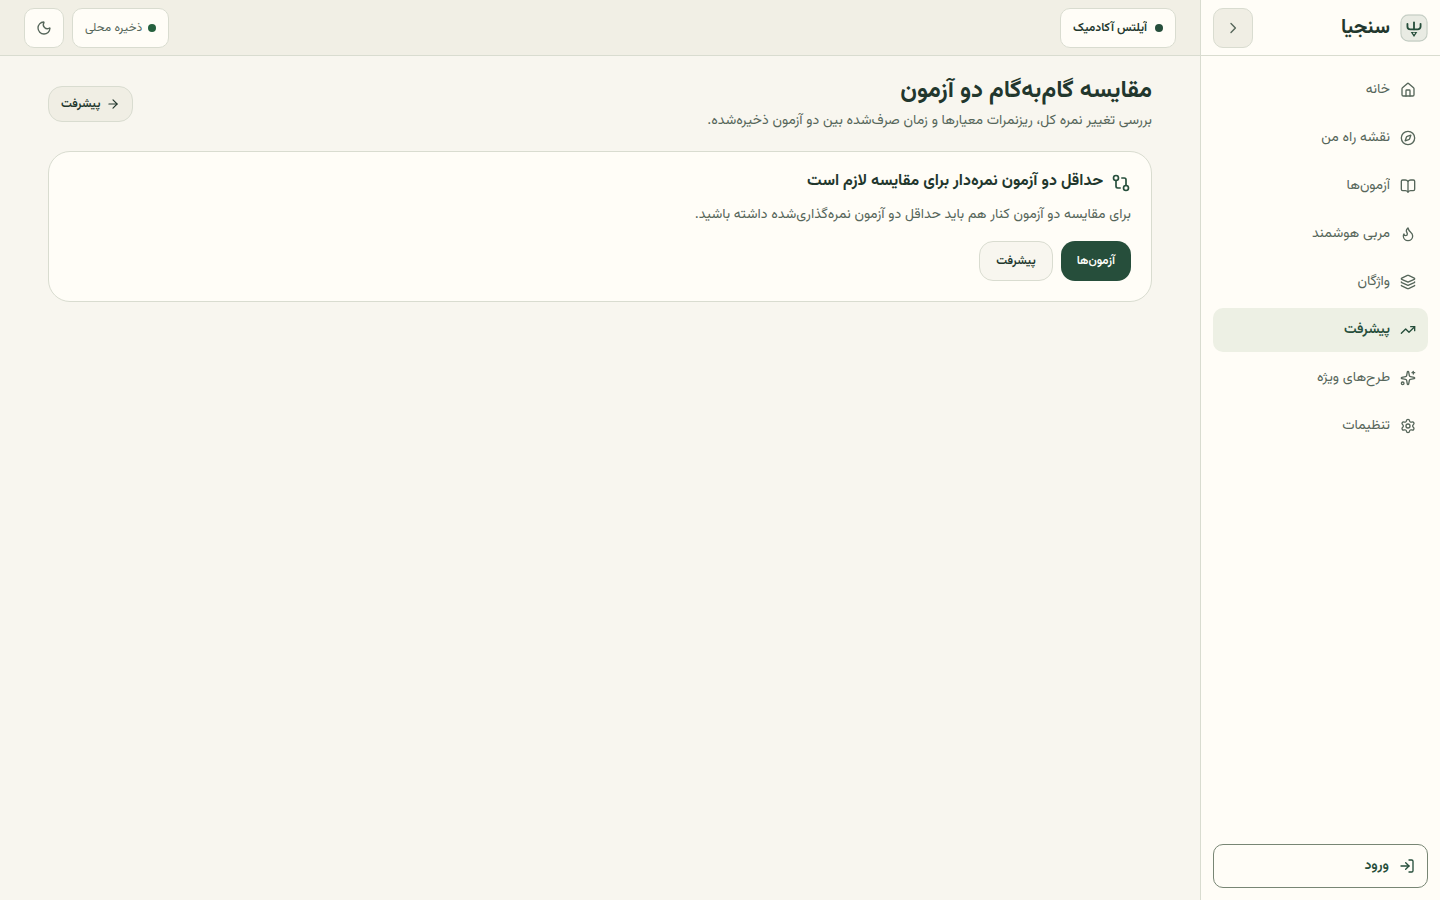 سنجیا
خانه
نقشه راه من
آزمون‌ها
مربی هوشمند
واژگان
پیشرفت
طرح‌های ویژه
تنظیمات
ورود
آیلتس آکادمیک
ذخیره محلی
مقایسه گام‌به‌گام دو آزمون
بررسی تغییر نمره کل، ریزنمرات معیارها و زمان صرف‌شده بین دو آزمون ذخیره‌شده.
پیشرفت
حداقل دو آزمون نمره‌دار برای مقایسه لازم است
برای مقایسه دو آزمون کنار هم باید حداقل دو آزمون نمره‌گذاری‌شده داشته باشید.
آزمون‌ها
پیشرفت